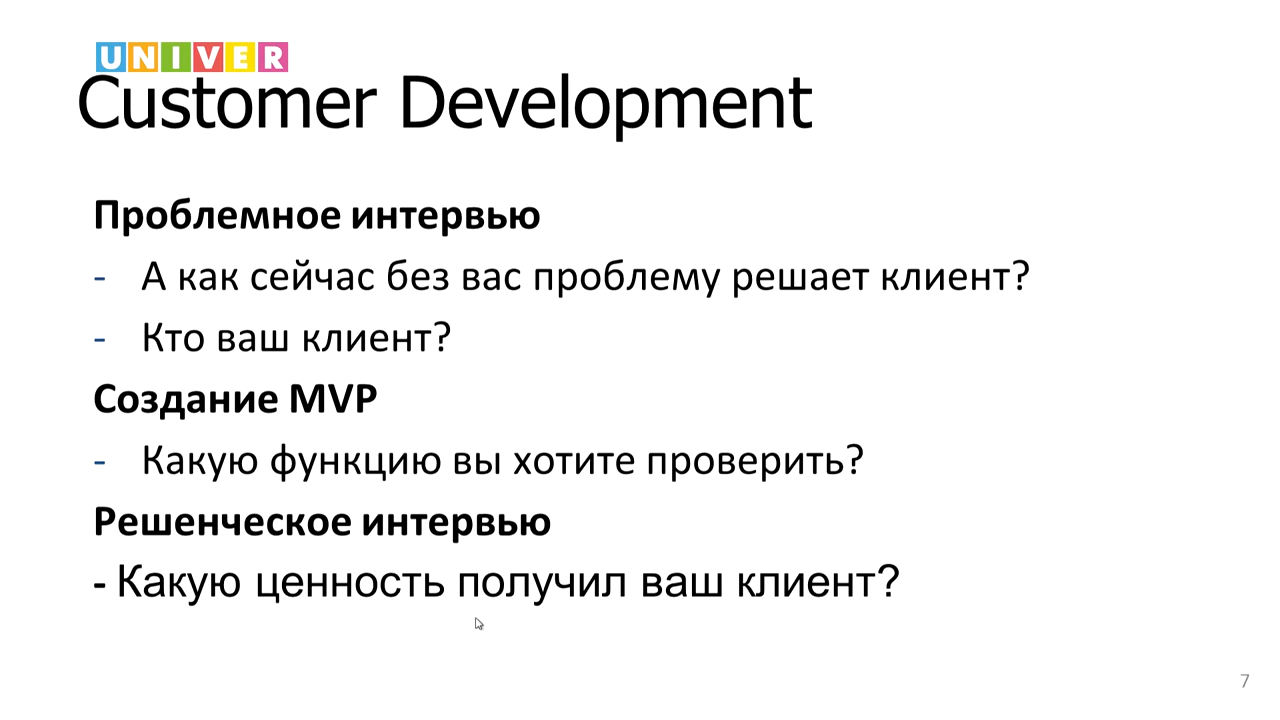 UNIVER
Customer Development
Проблемное интервью
- А как сейчас без вас проблему решает клиент?
- Кто ваш клиент?
Создание MVP
- Какую функцию вы хотите проверить?
Решенческое интервью
- Какую ценность получил ваш клиент?
7